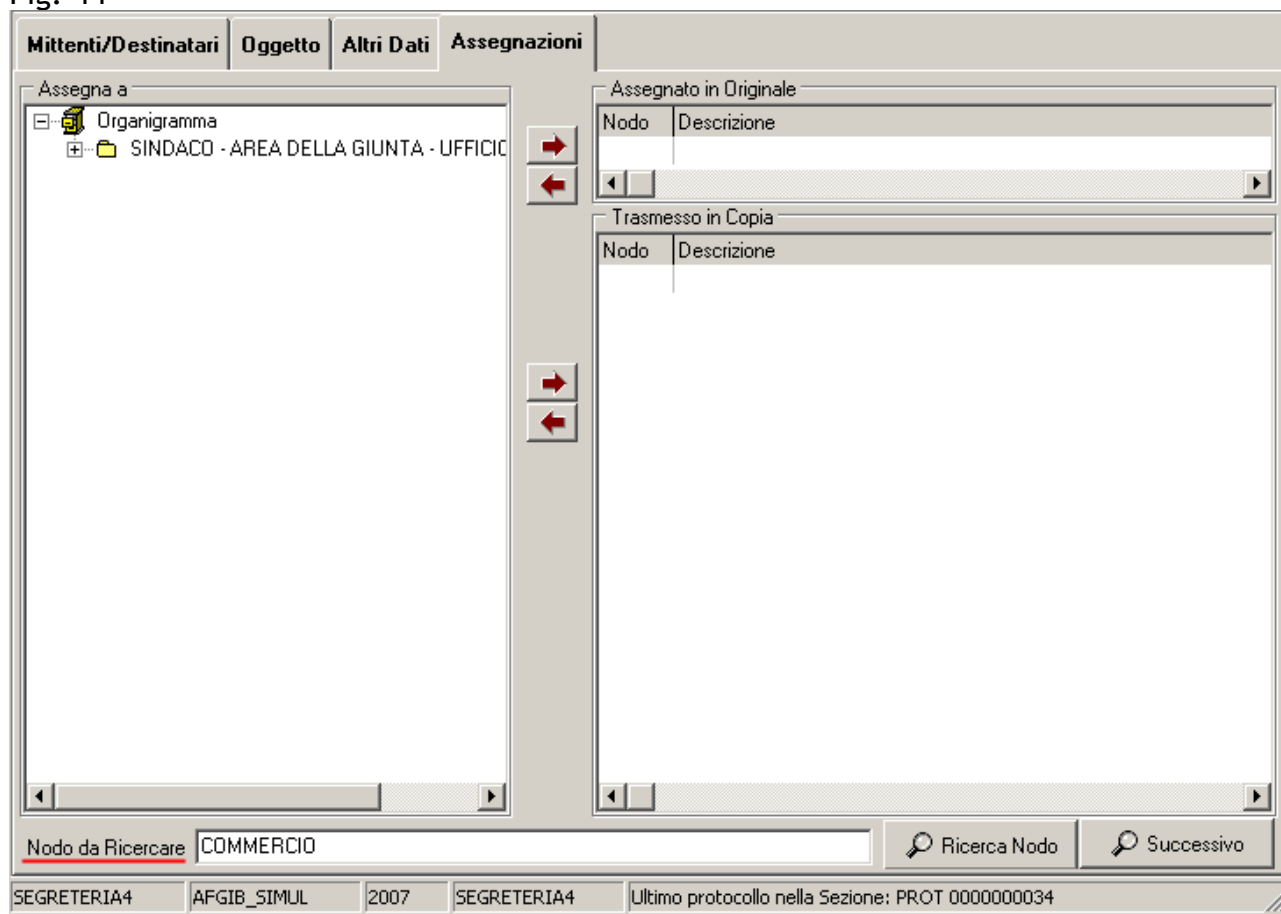 Mittenti/Destinatari Oggetto Altri Dati Assegnazioni
Assegna a
Organigramma
SINDACO - AREA DELLA GIUNTA - UFFICIO
Assegnato in Originale
Nodo Descrizione
Trasmesso in Copia
Nodo Descrizione
Nodo da Ricercare COMMERCIO Ricerca Nodo Successivo
SEGRETERIA4 AFGIB_SIMUL 2007 SEGRETERIA4 Ultimo protocollo nella Sezione: PROT 0000000034